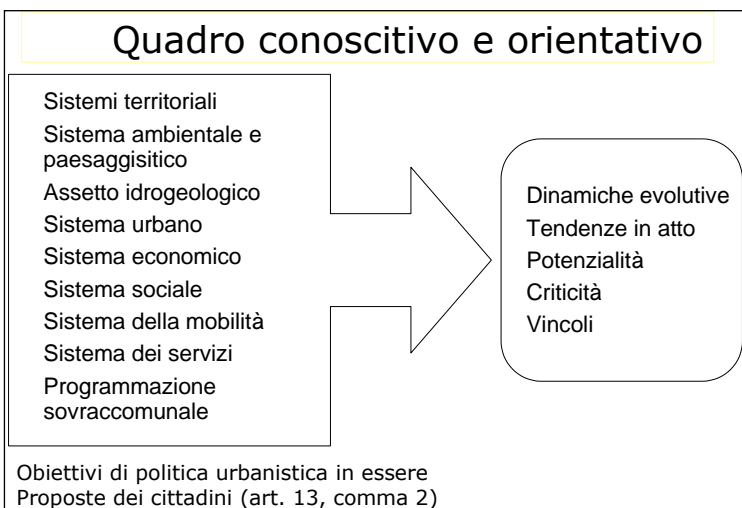 Quadro conoscitivo e orientativo
Sistemi territoriali
Sistema ambientale e
paesaggisitico
Assetto idrogeologico
Sistema urbano
Sistema economico
Sistema sociale
Sistema della mobilità
Sistema dei servizi
Programmazione
sovraccomunale
Dinamiche evolutive
Tendenze in atto
Potenzialità
Criticità
Vincoli
Obiettivi di politica urbanistica in essere
Proposte dei cittadini (art. 13, comma 2)